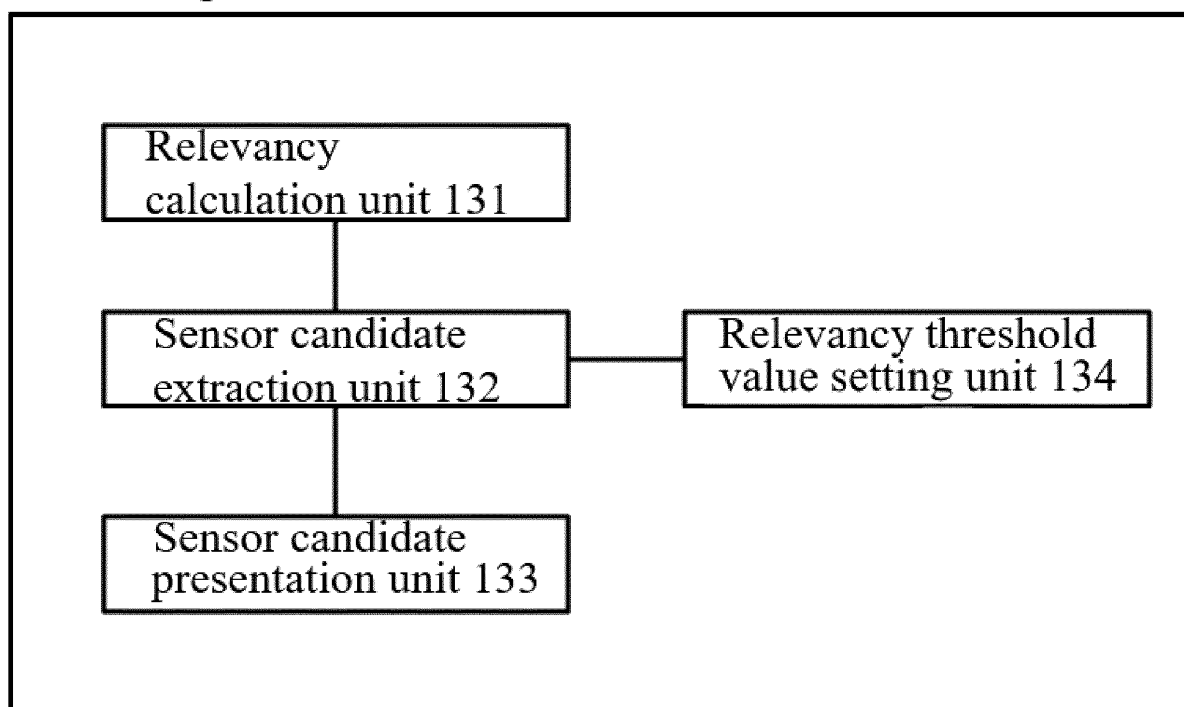 Relevancy
calculation unit 131
Sensor candidate
extraction unit 132
Relevancy threshold
value setting unit 134
Sensor candidate
presentation unit 133